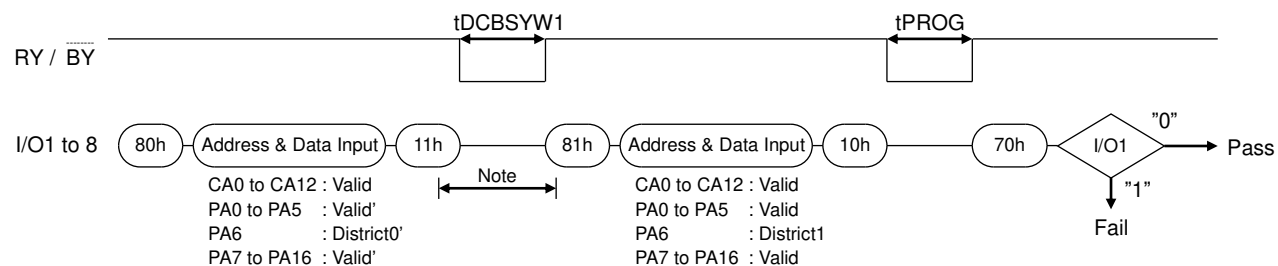 tDCBSYW1 tPROG
RY / BY
I/O1 to 8 80h Address & Data Input 11h 81h Address & Data Input 10h 70h I/O1 "0" Pass
Note
"1"
Fail
CA0 to CA12 : Valid
PA0 to PA5 : Valid'
PA6 : District0'
PA7 to PA16 : Valid'
CA0 to CA12 : Valid
PA0 to PA5 : Valid
PA6 : District1
PA7 to PA16 : Valid